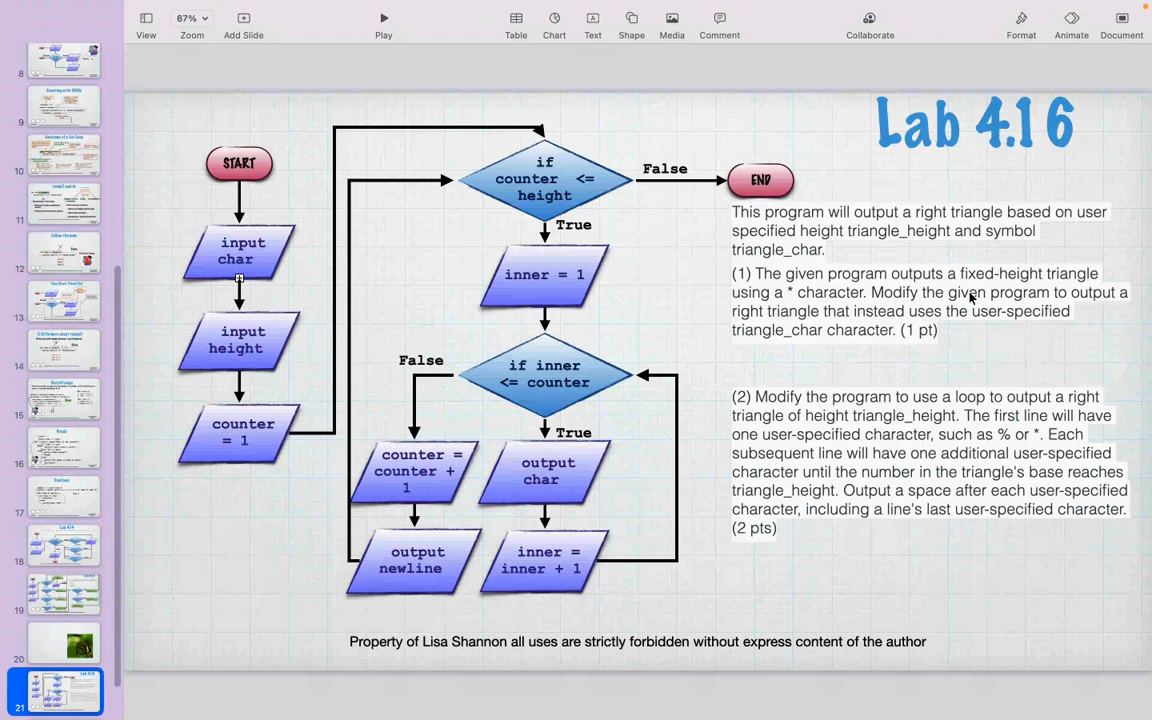 67%
View
Zoom
Add Slide
Play
Table
Chart
Text
Shape
Media
Comment
Collaborate
Format
Animate
Document
8
9
10
11
12
13
14
15
16
17
18
19
20
21
Lab 4.16
START
input
char
input
height
counter
= 1
if
counter <=
height
False
END
True
inner = 1
if inner
<= counter
False
True
counter =
counter +
1
output
char
output
newline
inner =
inner + 1
This program will output a right triangle based on user
specified height triangle_height and symbol
triangle_char.
(1) The given program outputs a fixed-height triangle
using a * character. Modify the given program to output a
right triangle that instead uses the user-specified
triangle_char character. (1 pt)
(2) Modify the program to use a loop to output a right
triangle of height triangle_height. The first line will have
one user-specified character, such as % or *. Each
subsequent line will have one additional user-specified
character until the number in the triangle's base reaches
triangle_height. Output a space after each user-specified
character, including a line's last user-specified character.
(2 pts)
Property of Lisa Shannon all uses are strictly forbidden without express content of the author